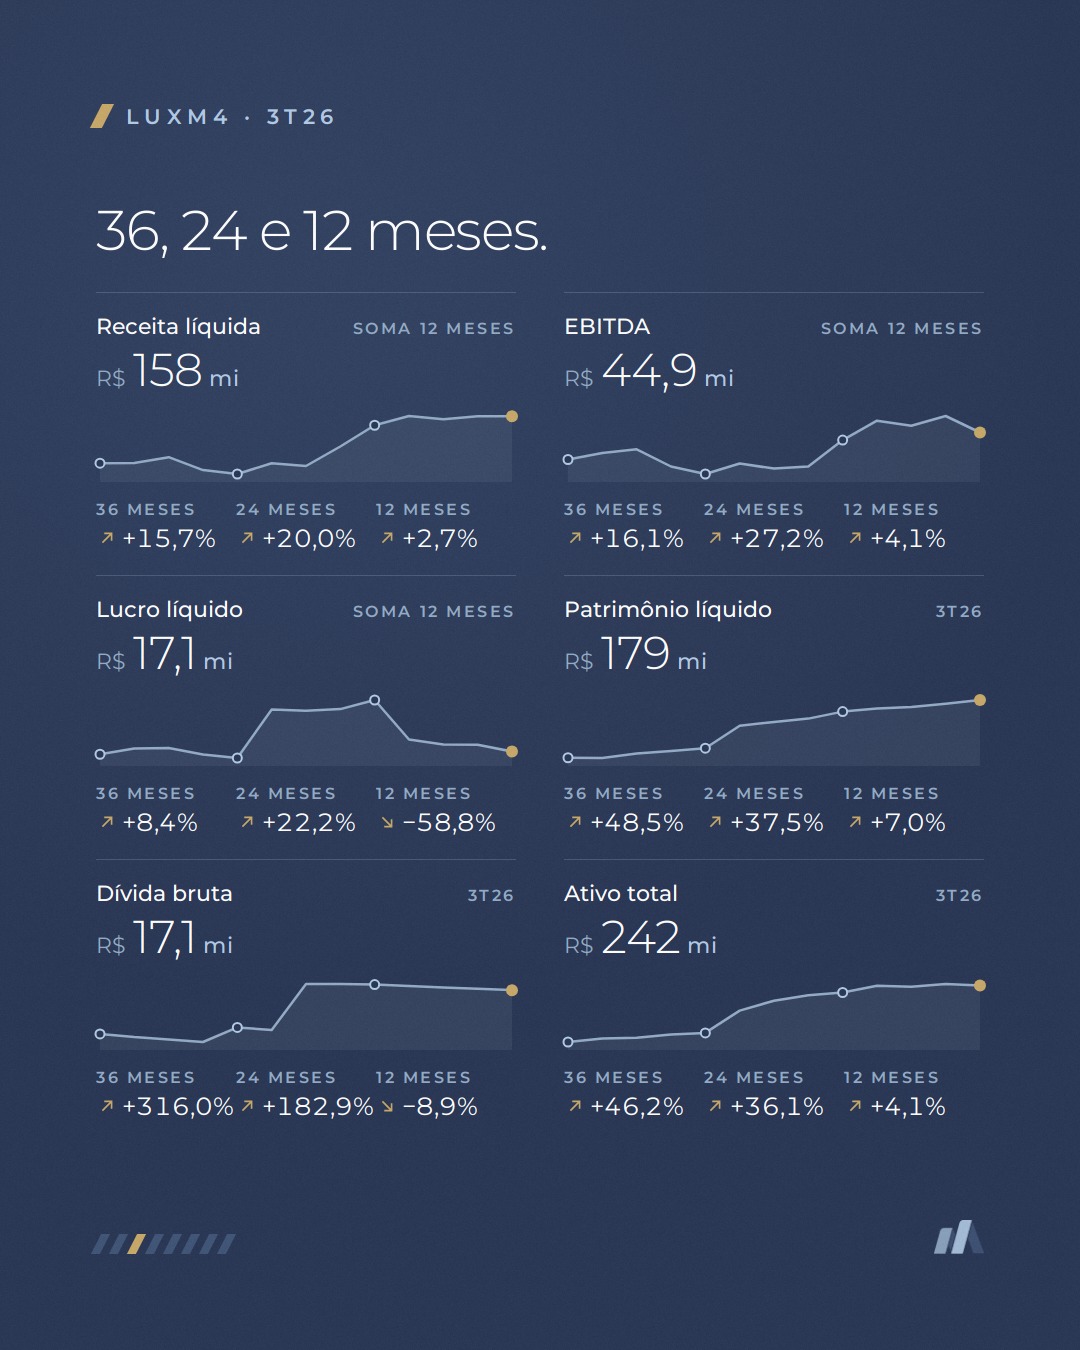 LUXM4 · 3T26
36, 24 e 12 meses.
Receita líquida SOMA 12 MESES
R$ 158 mi
36 MESES 24 MESES 12 MESES
↗ +15,7% ↗ +20,0% ↗ +2,7%
EBITDA SOMA 12 MESES
R$ 44,9 mi
36 MESES 24 MESES 12 MESES
↗ +16,1% ↗ +27,2% ↗ +4,1%
Lucro líquido SOMA 12 MESES
R$ 17,1 mi
36 MESES 24 MESES 12 MESES
↗ +8,4% ↗ +22,2% ↘ −58,8%
Patrimônio líquido 3T26
R$ 179 mi
36 MESES 24 MESES 12 MESES
↗ +48,5% ↗ +37,5% ↗ +7,0%
Dívida bruta 3T26
R$ 17,1 mi
36 MESES 24 MESES 12 MESES
↗ +316,0% ↗ +182,9% ↘ −8,9%
Ativo total 3T26
R$ 242 mi
36 MESES 24 MESES 12 MESES
↗ +46,2% ↗ +36,1% ↗ +4,1%